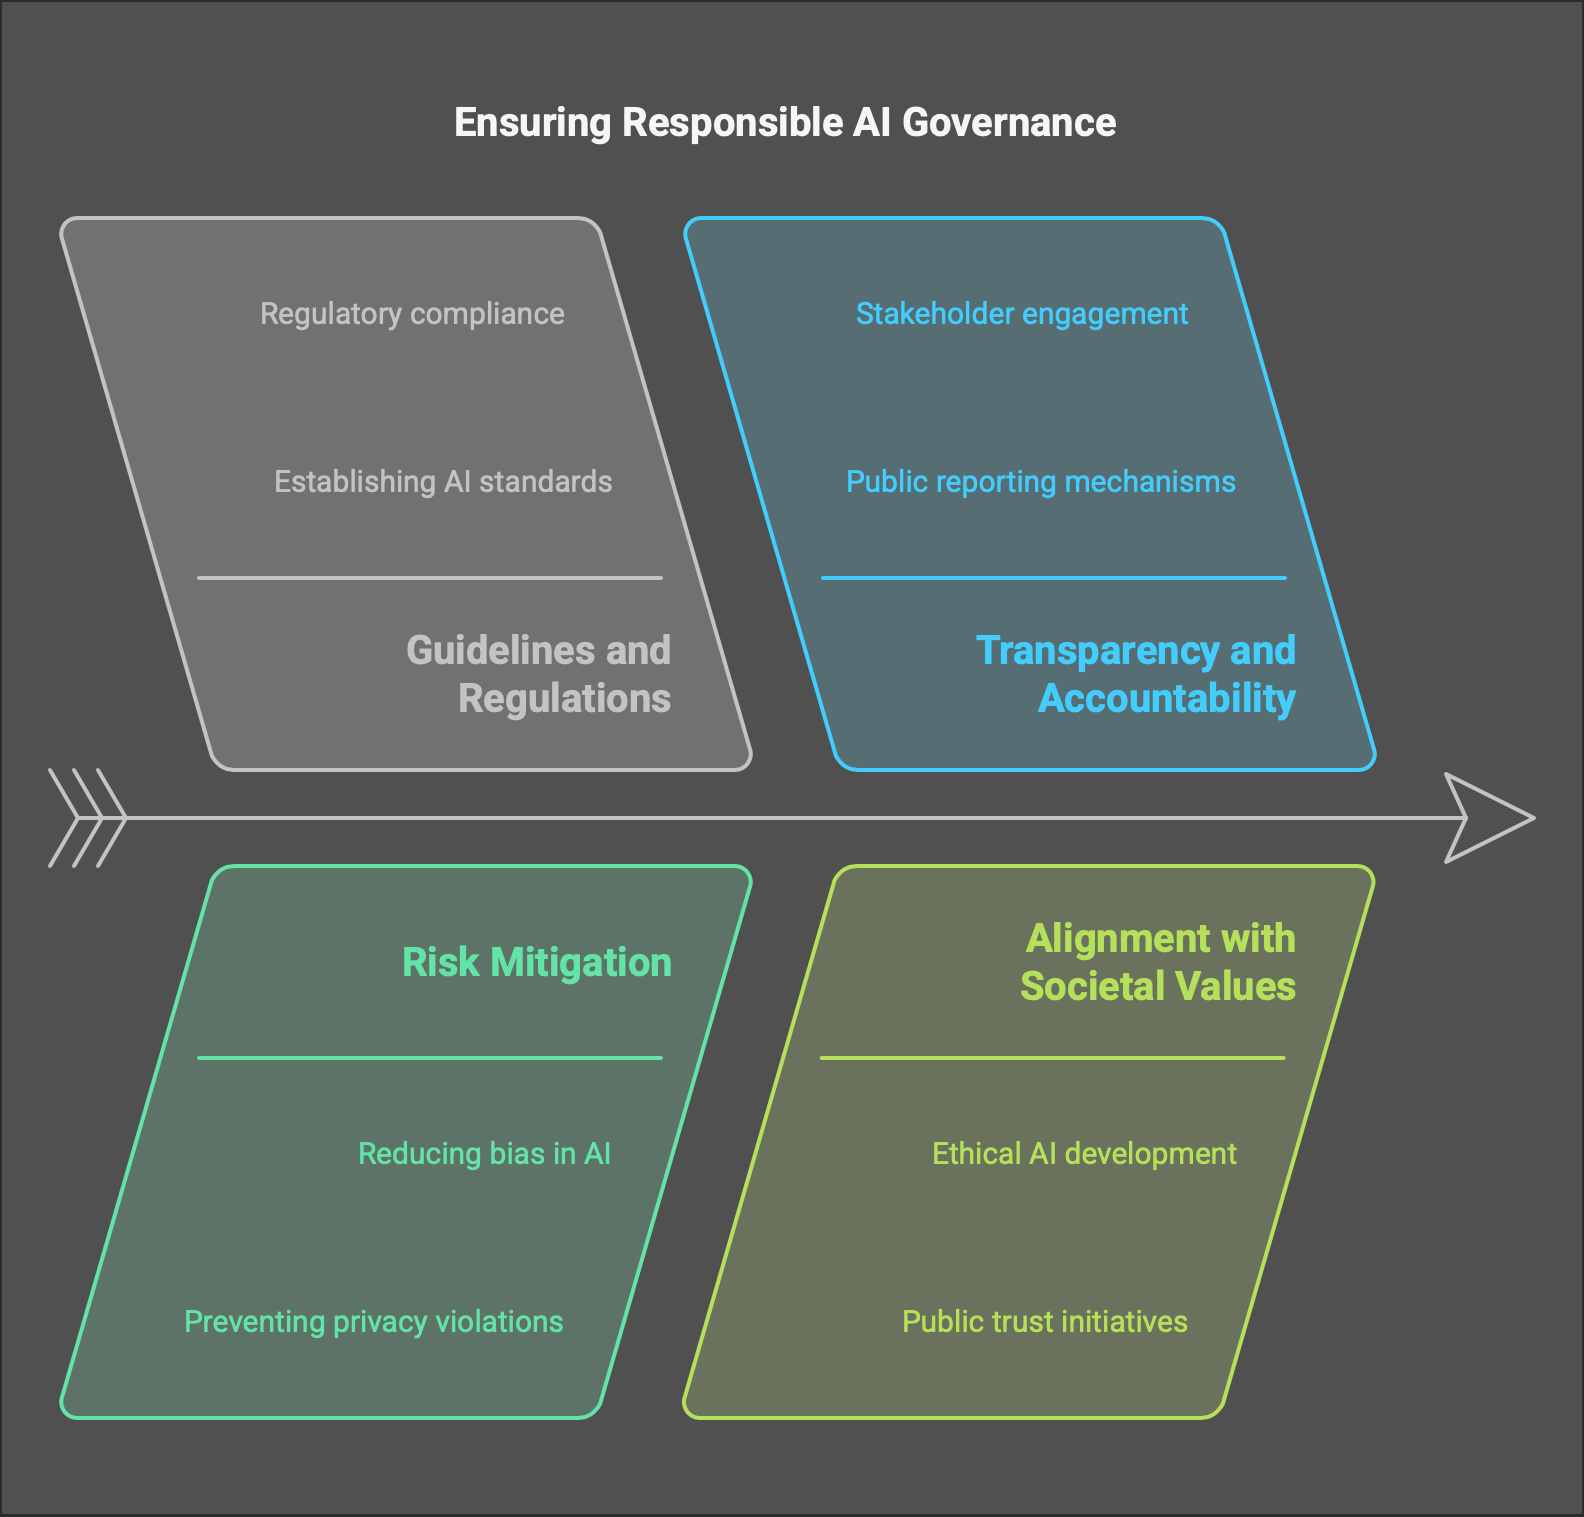 Ensuring Responsible AI Governance
Regulatory compliance
Establishing AI standards
Guidelines and
Regulations
Stakeholder engagement
Public reporting mechanisms
Transparency and
Accountability
Risk Mitigation
Reducing bias in AI
Preventing privacy violations
Alignment with
Societal Values
Ethical AI development
Public trust initiatives